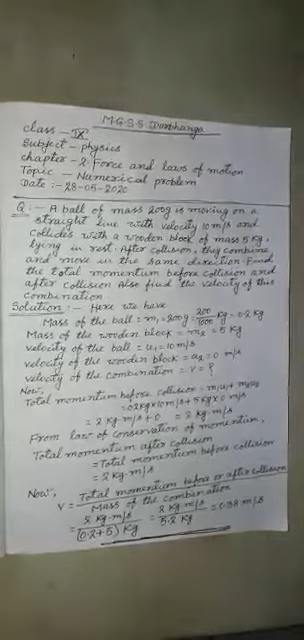 M.G.S.S Darbhanga
class - IX
Subject - physics
chapter - 2 Force and laws of motion
Topic - Numerical problem
Date :- 28-05-2020
Q :- A ball of mass 200g is moving on a
straight line with velocity 10 m/s and
collides with a wooden block of mass 5 Kg,
lying in rest. After collision, they combine
and move in the same direction Find
the total momentum before collision and
after collision Also find the velocity of this
combination
Solution :- Here we have
Mass of the ball = m₁ = 200g = 200/1000 Kg = 0.2 Kg
Mass of the wooden block = m₂ = 5 Kg
velocity of the ball = u₁ = 10 m/s
velocity of the wooden block = u₂ = 0 m/s
velocity of the combination = v = ?
Now,
Total momentum before collision = m₁u₁ + m₂u₂
= 0.2Kg x 10 m/s + 5 Kg x 0 m/s
= 2 Kg m/s + 0 = 2 Kg. m/s
From law of conservation of momentum,
Total momentum after collision
= Total momentum before collision
= 2 Kg. m/s
Now, Total momentum before or after collision
V = Mass of the combination
= 2 Kg. m/s / (0.2+5) Kg = 2 Kg m/s / 5.2 Kg = 0.38 m/s